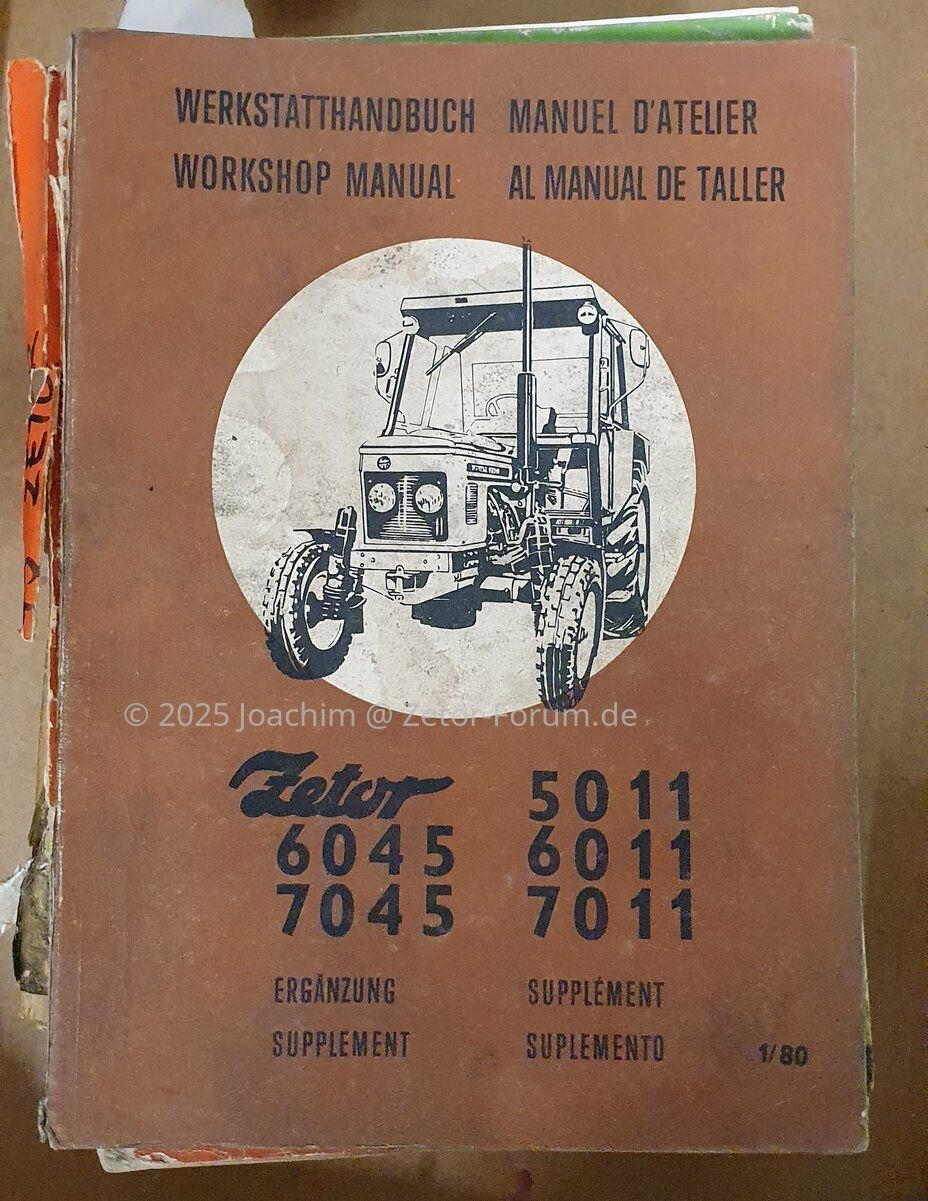 WERKSTATTHANDBUCH MANUEL D'ATELIER
WORKSHOP MANUAL AL MANUAL DE TALLER
ZETOR
© 2025 Joachim @ Zetor-Forum.de
Zetor 5011
6045 6011
7045 7011
ERGÄNZUNG SUPPLÉMENT
SUPPLEMENT SUPLEMENTO
1/80